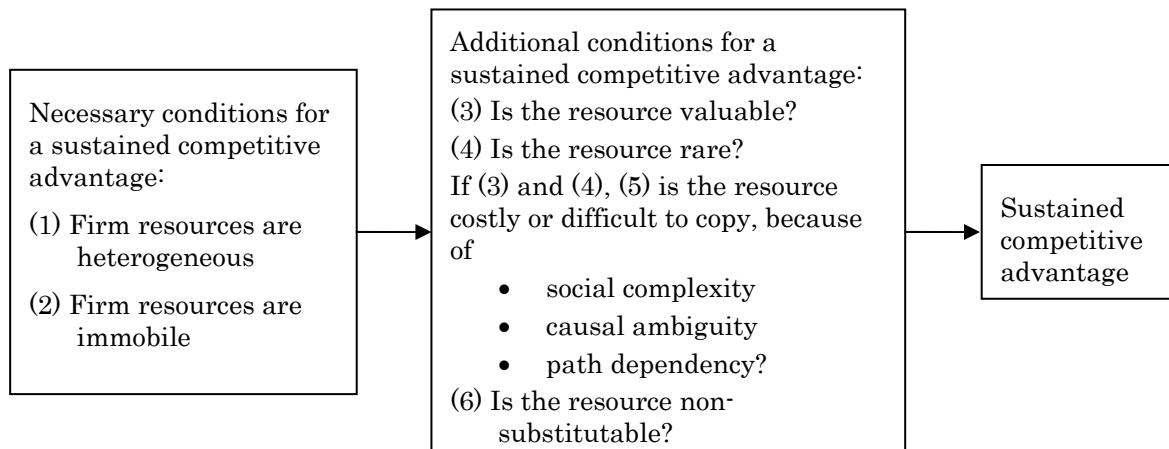 Necessary conditions for
a sustained competitive
advantage:
(1) Firm resources are
heterogeneous
(2) Firm resources are
immobile
Additional conditions for a
sustained competitive advantage:
(3) Is the resource valuable?
(4) Is the resource rare?
If (3) and (4), (5) is the resource
costly or difficult to copy, because
of
• social complexity
• causal ambiguity
• path dependency?
(6) Is the resource non-
substitutable?
Sustained
competitive
advantage